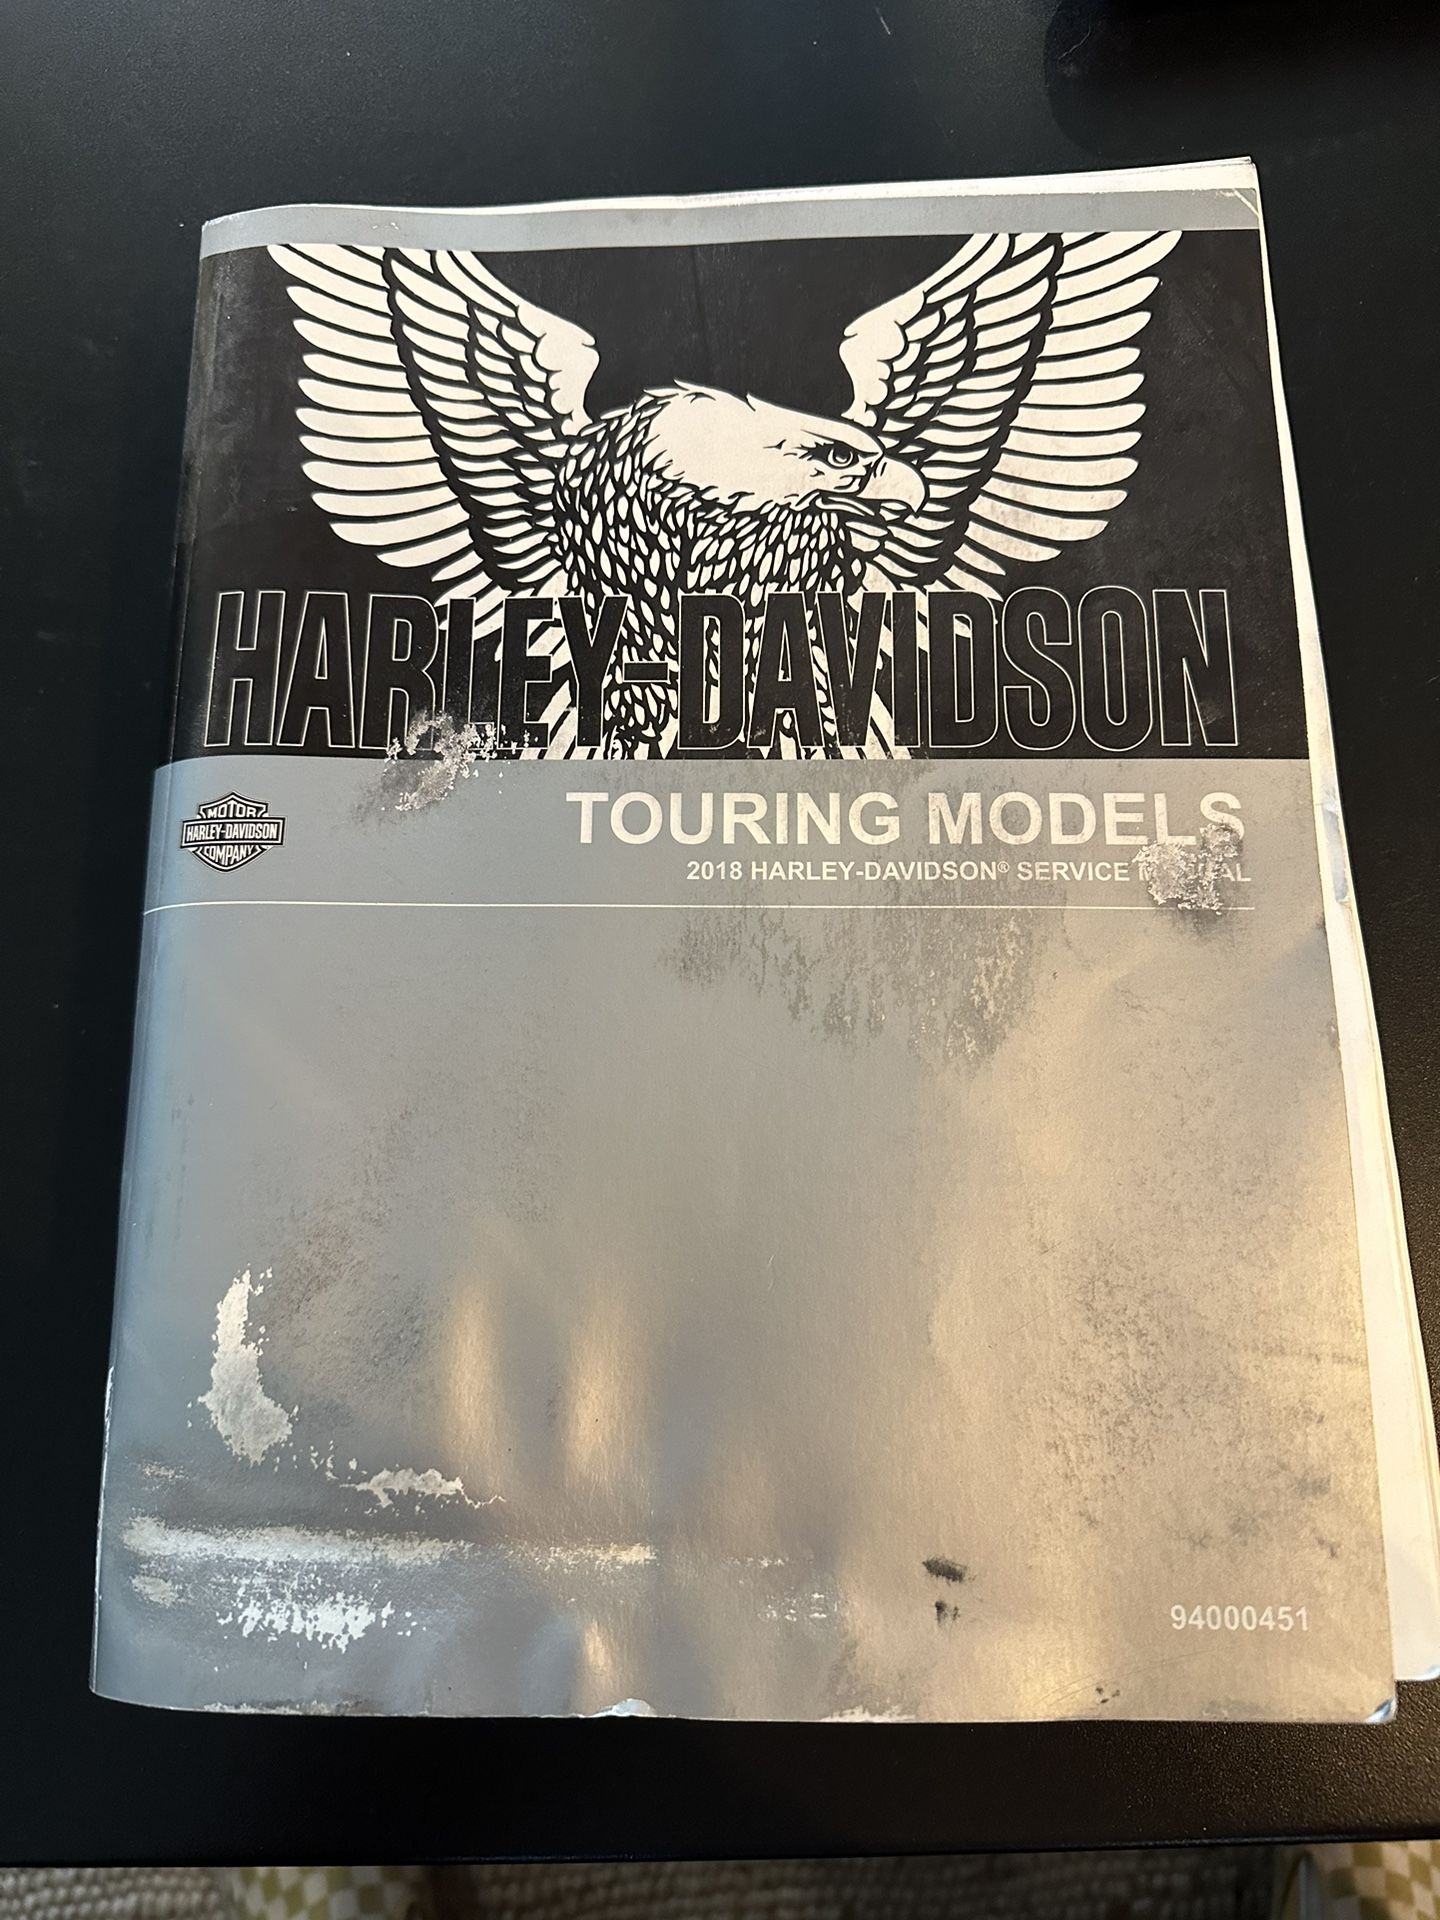 HARLEY-DAVIDSON
MOTOR
HARLEY-DAVIDSON
COMPANY
TOURING MODELS
2018 HARLEY-DAVIDSON® SERVICE
94000451